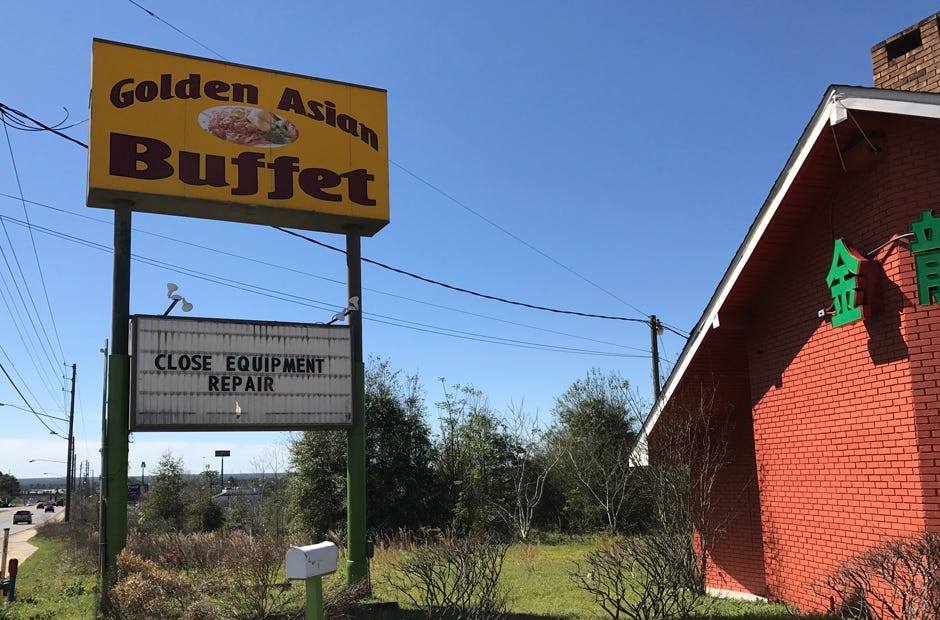 Golden Asian
Buffet
CLOSE EQUIPMENT
REPAIR
金